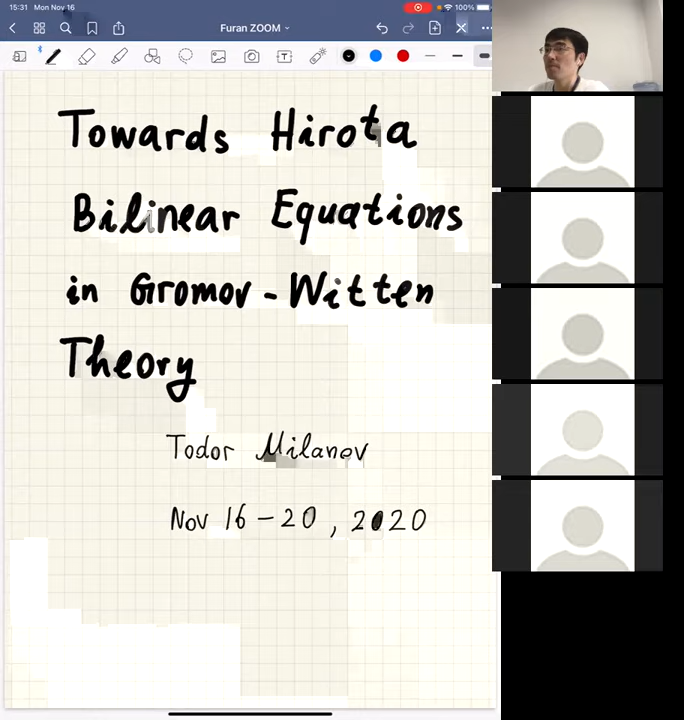 15:31 Mon Nov 16
100%
Furan ZOOM
Towards Hirota
Bilinear Equations
in Gromov-Witten
Theory
Todor Milanov
Nov 16-20, 2020